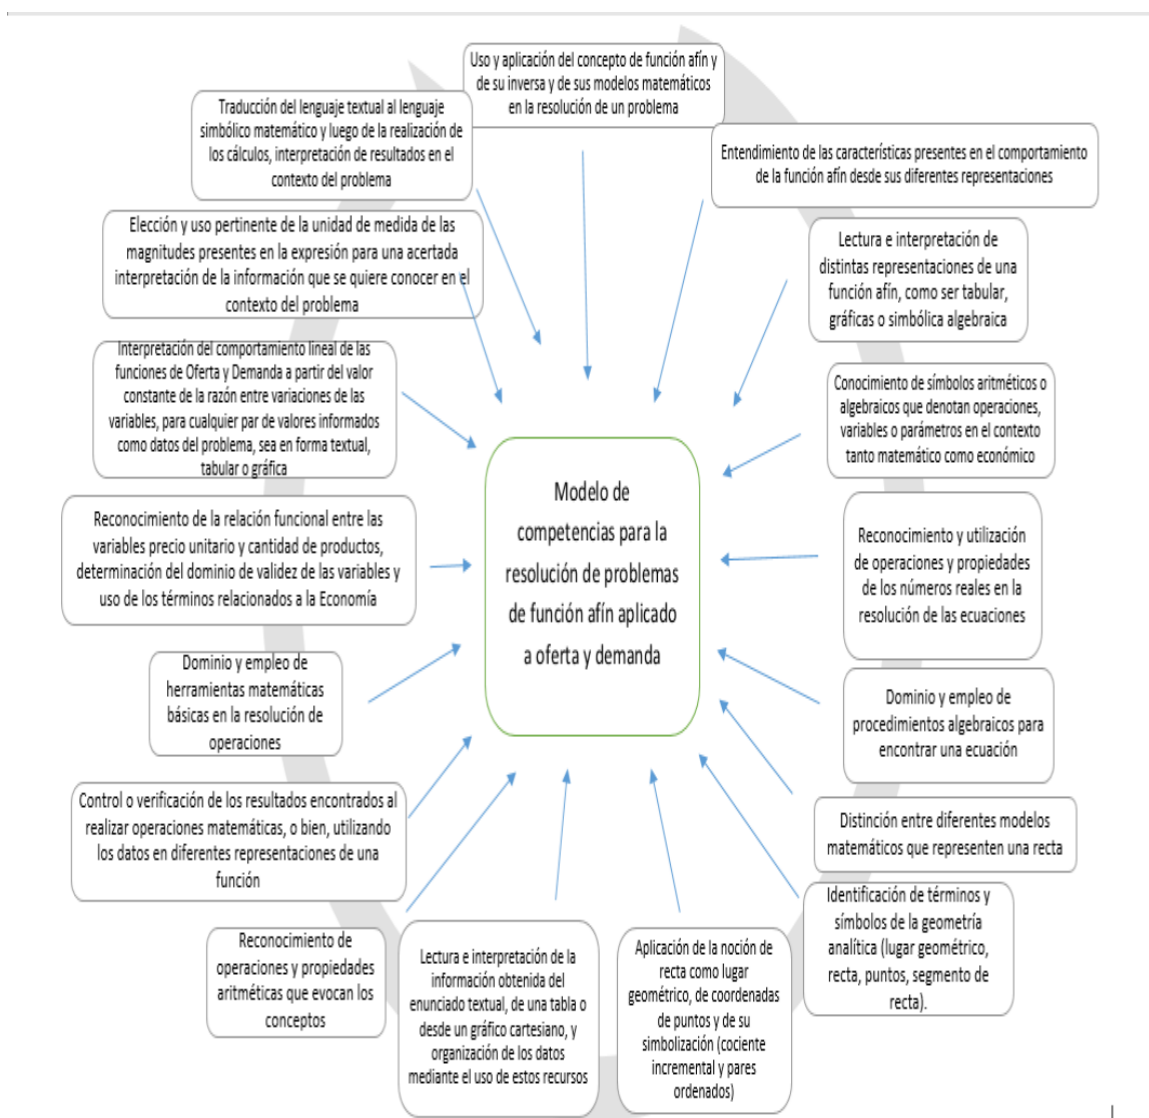 Uso y aplicación del concepto de función afín y
de su inversa y de sus modelos matemáticos
en la resolución de un problema
Entendimiento de las características presentes en el comportamiento
de la función afín desde sus diferentes representaciones
Lectura e interpretación de
distintas representaciones de una
función afín, como ser tabular,
gráficas o simbólica algebraica
Conocimiento de símbolos aritméticos o
algebraicos que denotan operaciones,
variables o parámetros en el contexto
tanto matemático como económico
Reconocimiento y utilización
de operaciones y propiedades
de los números reales en la
resolución de las ecuaciones
Dominio y empleo de
procedimientos algebraicos para
encontrar una ecuación
Distinción entre diferentes modelos
matemáticos que representen una recta
Identificación de términos y
símbolos de la geometría
analítica (lugar geométrico,
recta, puntos, segmento de
recta).
Aplicación de la noción de
recta como lugar
geométrico, de coordenadas
de puntos y de su
simbolización (cociente
incremental y pares
ordenados)
Lectura e interpretación de la
información obtenida del
enunciado textual, de una tabla o
desde un gráfico cartesiano, y
organización de los datos
mediante el uso de estos recursos
Reconocimiento de
operaciones y propiedades
aritméticas que evocan los
conceptos
Control o verificación de los resultados encontrados al
realizar operaciones matemáticas, o bien, utilizando
los datos en diferentes representaciones de una
función
Dominio y empleo de
herramientas matemáticas
básicas en la resolución de
operaciones
Reconocimiento de la relación funcional entre las
variables precio unitario y cantidad de productos,
determinación del dominio de validez de las variables y
uso de los términos relacionados a la Economía
Interpretación del comportamiento lineal de las
funciones de Oferta y Demanda a partir del valor
constante de la razón entre variaciones de las
variables, para cualquier par de valores informados
como datos del problema, sea en forma textual,
tabular o gráfica
Elección y uso pertinente de la unidad de medida de las
magnitudes presentes en la expresión para una acertada
interpretación de la información que se quiere conocer en el
contexto del problema
Traducción del lenguaje textual al lenguaje
simbólico matemático y luego de la realización de
los cálculos, interpretación de resultados en el
contexto del problema
Modelo de
competencias para la
resolución de problemas
de función afín aplicado
a oferta y demanda